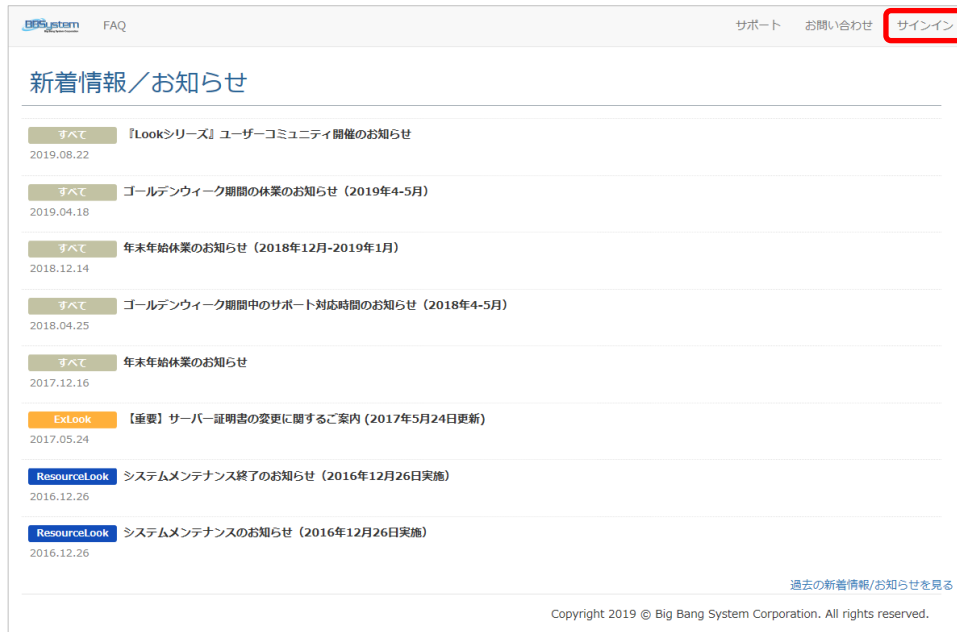 BBSystem FAQ サポート お問い合わせ サインイン
新着情報／お知らせ
すべて 『Lookシリーズ』ユーザーコミュニティ開催のお知らせ
2019.08.22
すべて ゴールデンウィーク期間の休業のお知らせ（2019年4-5月）
2019.04.18
すべて 年末年始休業のお知らせ（2018年12月-2019年1月）
2018.12.14
すべて ゴールデンウィーク期間中のサポート対応時間のお知らせ（2018年4-5月）
2018.04.25
すべて 年末年始休業のお知らせ
2017.12.16
ExLook 【重要】サーバー証明書の変更に関するご案内 (2017年5月24日更新)
2017.05.24
ResourceLook システムメンテナンス終了のお知らせ（2016年12月26日実施）
2016.12.26
ResourceLook システムメンテナンスのお知らせ（2016年12月26日実施）
2016.12.26
過去の新着情報/お知らせを見る
Copyright 2019 © Big Bang System Corporation. All rights reserved.